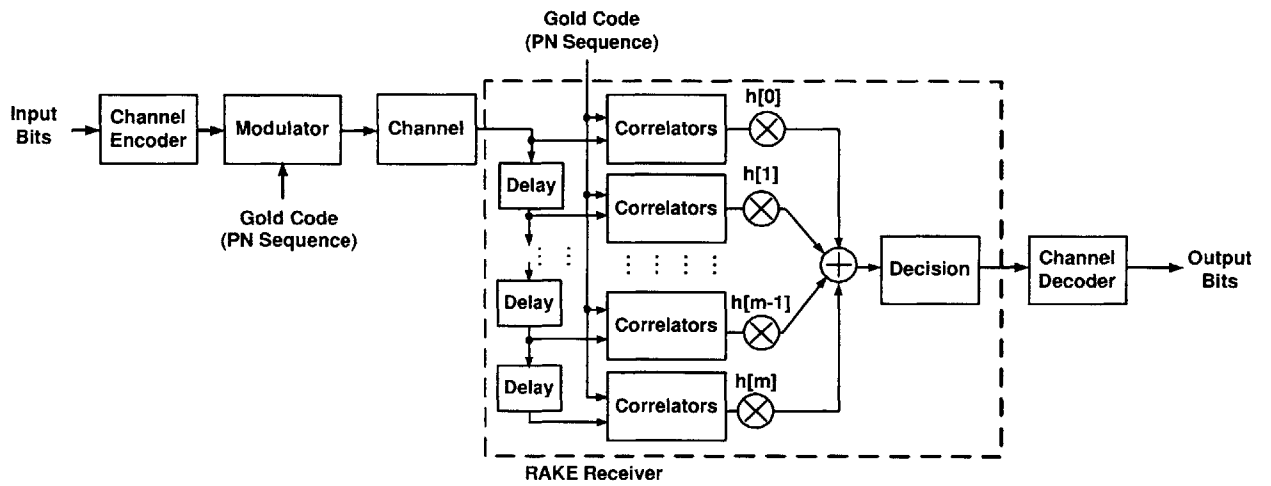 Gold Code
(PN Sequence)
Input
Bits
Channel
Encoder
Modulator
Channel
Gold Code
(PN Sequence)
Delay
Delay
Delay
Correlators
h[0]
Correlators
h[1]
Correlators
h[m-1]
Correlators
h[m]
Decision
Channel
Decoder
Output
Bits
RAKE Receiver